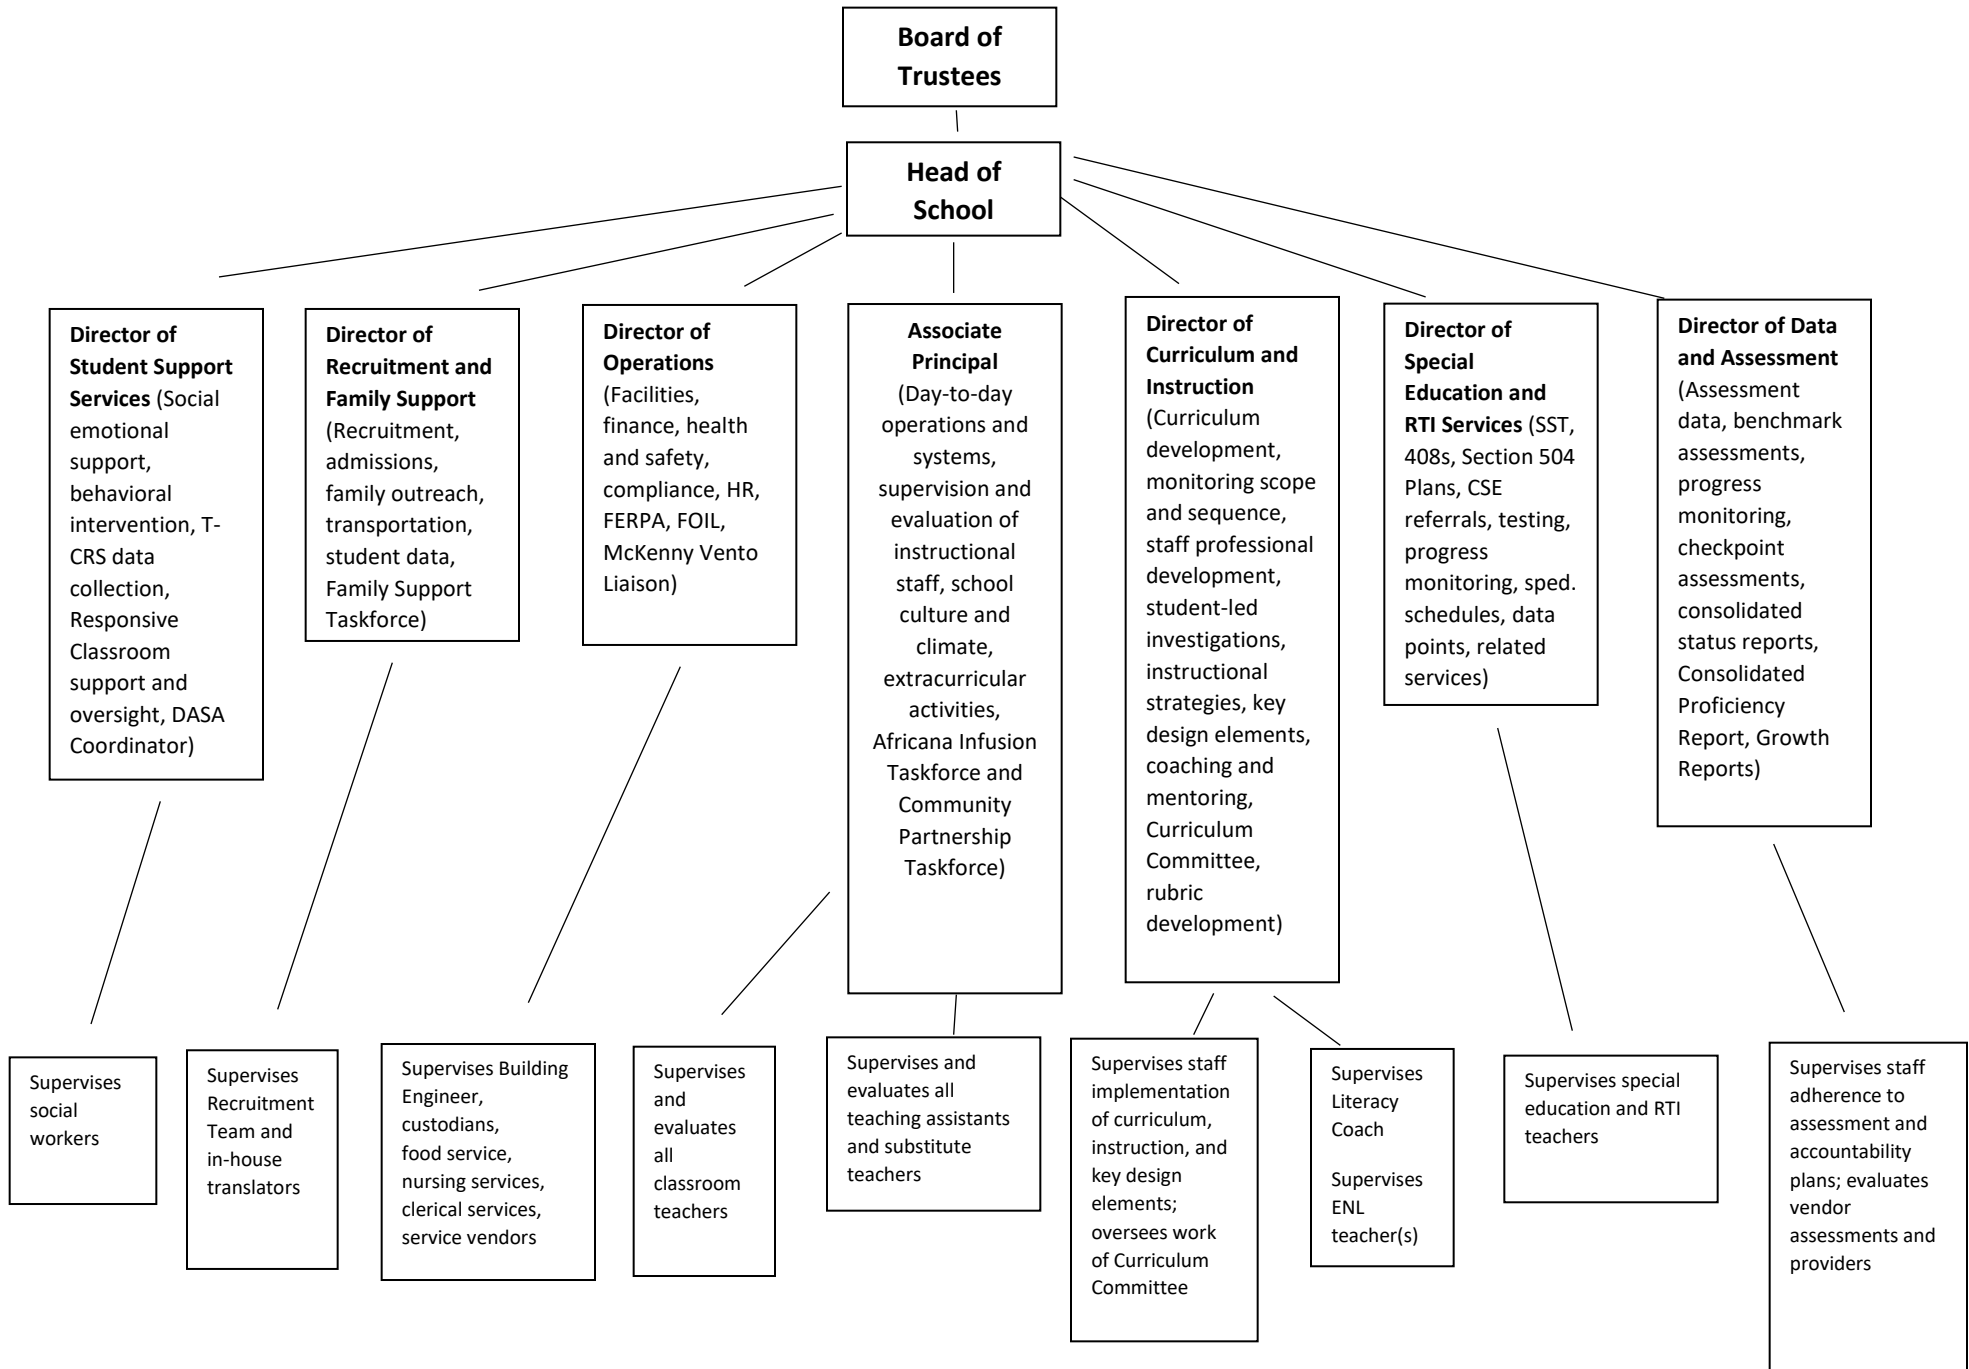 Board of
Trustees
Head of
School
Director of
Student Support
Services (Social
emotional
support,
behavioral
intervention, T-
CRS data
collection,
Responsive
Classroom
support and
oversight, DASA
Coordinator)
Director of
Recruitment and
Family Support
(Recruitment,
admissions,
family outreach,
transportation,
student data,
Family Support
Taskforce)
Director of
Operations
(Facilities,
finance, health
and safety,
compliance, HR,
FERPA, FOIL,
McKenny Vento
Liaison)
Associate
Principal
(Day-to-day
operations and
systems,
supervision and
evaluation of
instructional
staff, school
culture and
climate,
extracurricular
activities,
Africana Infusion
Taskforce and
Community
Partnership
Taskforce)
Director of
Curriculum and
Instruction
(Curriculum
development,
monitoring scope
and sequence,
staff professional
development,
student-led
investigations,
instructional
strategies, key
design elements,
coaching and
mentoring,
Curriculum
Committee,
rubric
development)
Director of
Special
Education and
RTI Services (SST,
408s, Section 504
Plans, CSE
referrals, testing,
progress
monitoring, sped.
schedules, data
points, related
services)
Director of Data
and Assessment
(Assessment
data, benchmark
assessments,
progress
monitoring,
checkpoint
assessments,
consolidated
status reports,
Consolidated
Proficiency
Report, Growth
Reports)
Supervises
social
workers
Supervises
Recruitment
Team and
in-house
translators
Supervises Building
Engineer,
custodians,
food service,
nursing services,
clerical services,
service vendors
Supervises
and
evaluates
all
classroom
teachers
Supervises and
evaluates all
teaching assistants
and substitute
teachers
Supervises staff
implementation
of curriculum,
instruction, and
key design
elements;
oversees work
of Curriculum
Committee
Supervises
Literacy
Coach
Supervises
ENL
teacher(s)
Supervises special
education and RTI
teachers
Supervises staff
adherence to
assessment and
accountability
plans; evaluates
vendor
assessments and
providers